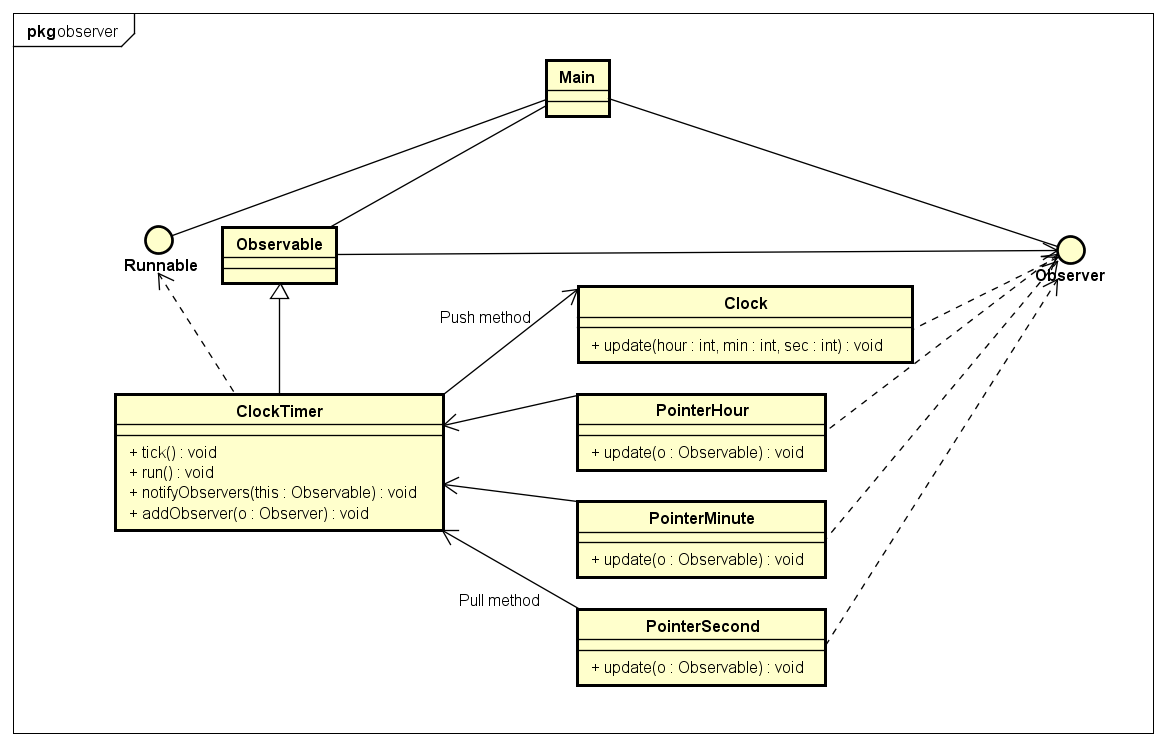 pkg observer
Main
Runnable
Observable
Observer
Push method
Clock
+ update(hour : int, min : int, sec : int) : void
ClockTimer
+ tick() : void
+ run() : void
+ notifyObservers(this : Observable) : void
+ addObserver(o : Observer) : void
PointerHour
+ update(o : Observable) : void
PointerMinute
+ update(o : Observable) : void
Pull method
PointerSecond
+ update(o : Observable) : void